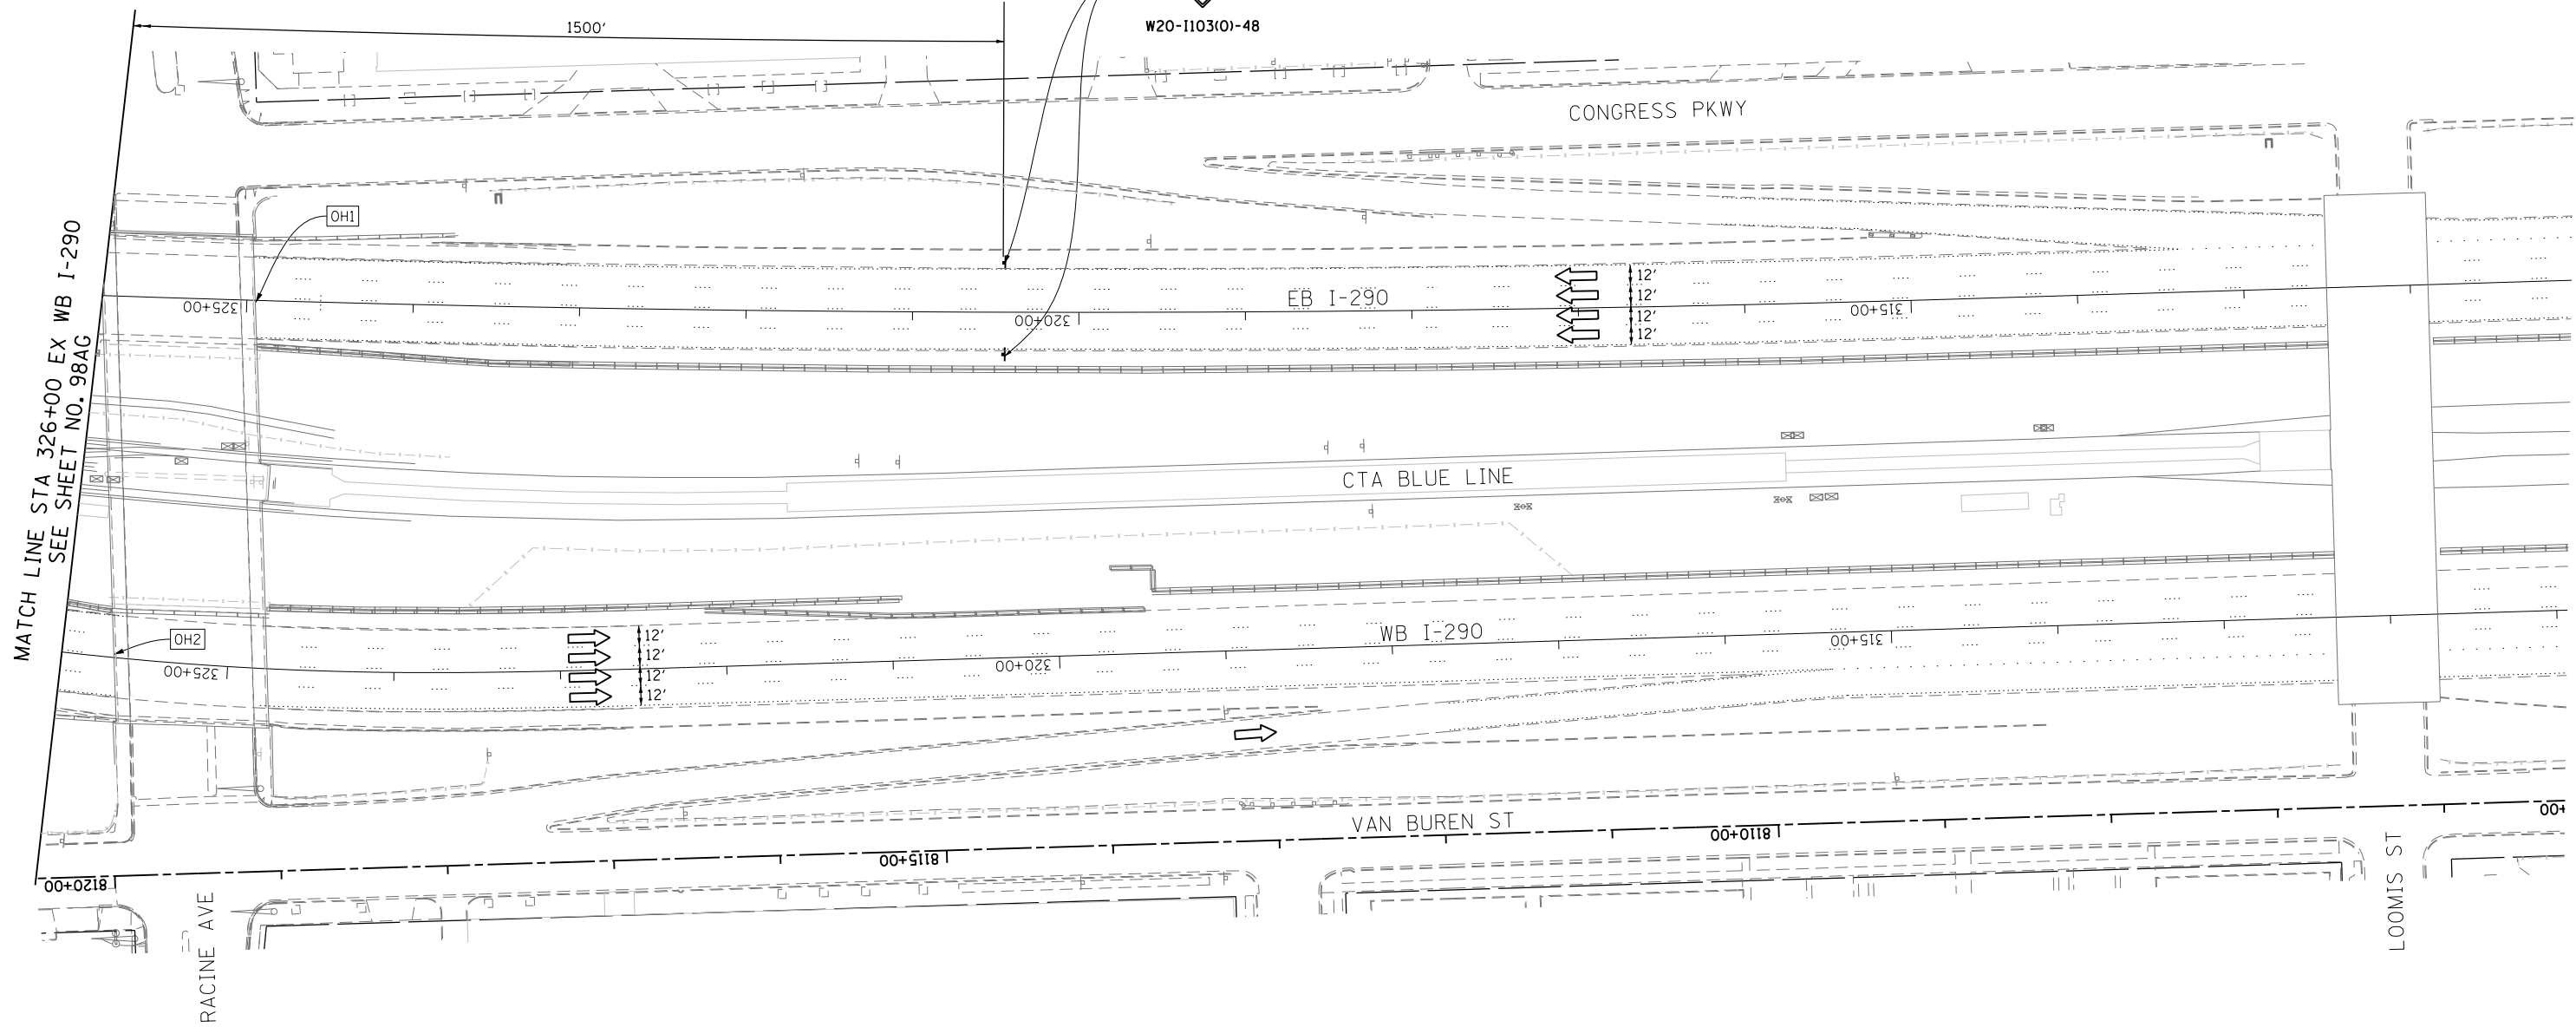 1500'
W20-I103(O)-48
CONGRESS PKWY
OH1
MATCH LINE STA 326+00 EX WB I-290
SEE SHEET NO. 98AG
12'
12'
12'
12'
EB I-290
325+00
320+00
315+00
CTA BLUE LINE
OH2
12'
12'
12'
12'
WB I-290
325+00
320+00
315+00
VAN BUREN ST
8120+00
8115+00
8110+00
00+
RACINE AVE
LOOMIS ST